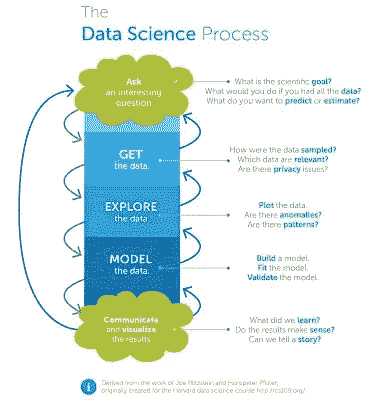 The
Data Science Process
Ask
an interesting
question
What is the scientific goal?
What would you do if you had all the data?
What do you want to predict or estimate?
GET
the data.
How were the data sampled?
Which data are relevant?
Are there privacy issues?
EXPLORE
the data.
Plot the data.
Are there anomalies?
Are there patterns?
MODEL
the data.
Build a model.
Fit the model.
Validate the model.
Communicate
and visualize
the results
What did we learn?
Do the results make sense?
Can we tell a story?
i
Derived from the work of Joe Blitzstein and Hanspeter Pfister,
originally created for the Harvard data science course http://cs109.org/.